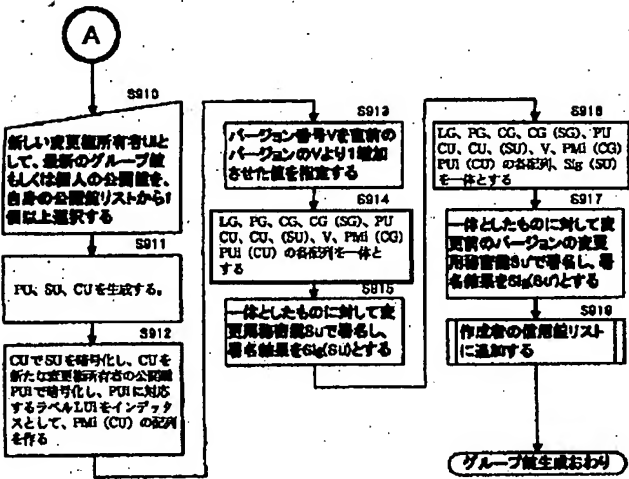 A
S910
新しい変更権所有者Uiと
して、最新のグループ鍵
もしくは個人の公開鍵を、
自身の公開鍵リストから1
個以上選択する
S911
PU、SU、CUを生成する。
S912
CUでSUを暗号化し、CUを
新たな変更権所有者の公開鍵
PUiで暗号化し、PUiに対応
するラベルLUiをインデック
スとして、PMi (CU) の配列
を作る
S913
バージョン番号Vを直前の
バージョンのVより1増加
させた値を指定する
S914
LG、PG、CG、CG (SG)、PU
CU、CU、(SU)、V、PMi (CG)
PUi (CU) の各配列を一体と
する
S915
一体としたものに対して変
更用秘密鍵Suで署名し、
署名結果をSig(Su)とする
S916
LG、PG、CG、CG (SG)、PU
CU、CU、(SU)、V、PMi (CG)
PUi (CU) の各配列、Sig (SU)
を一体とする
S917
一体としたものに対して変
更前のバージョンの変更
用秘密鍵Su'で署名し、署
名結果をSig(Su')とする
S919
作成者の信用鍵リスト
に追加する
グループ鍵生成おわり